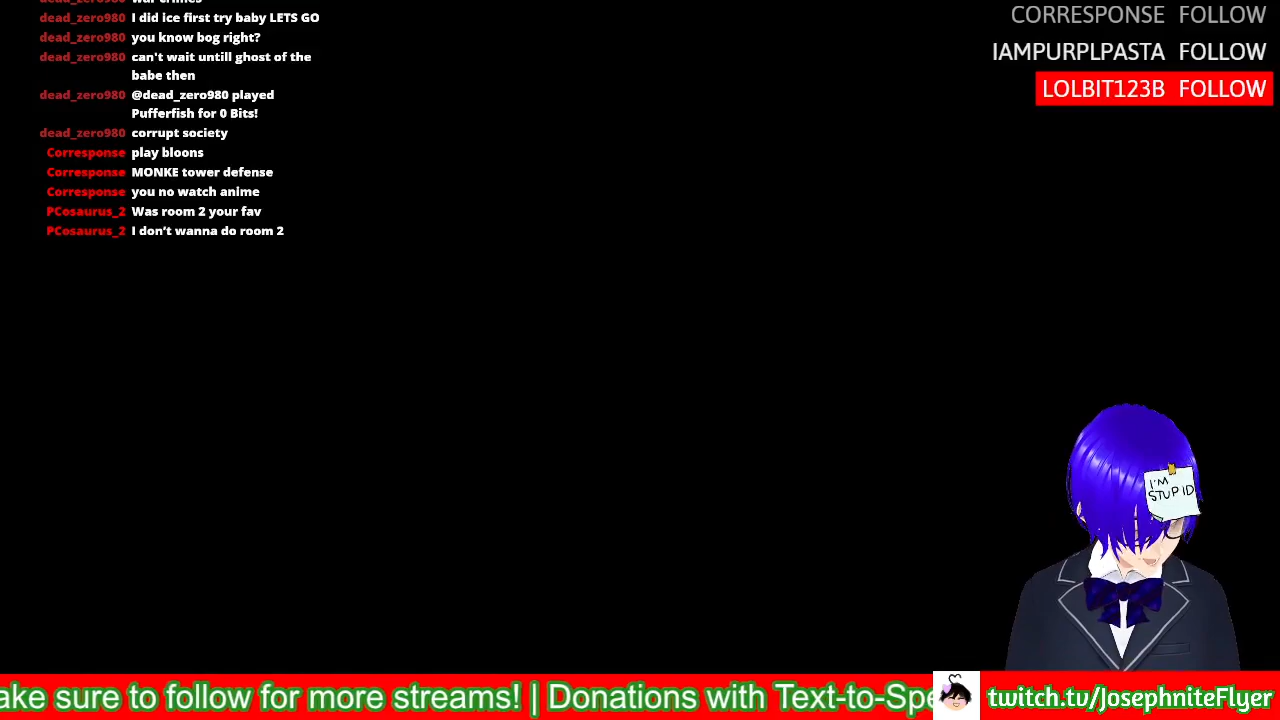 war crimes
dead_zero980 I did ice first try baby LETS GO
dead_zero980 you know bog right?
dead_zero980 can't wait untill ghost of the
babe then
dead_zero980 @dead_zero980 played
Pufferfish for 0 Bits!
dead_zero980 corrupt society
Corresponse play bloons
Corresponse MONKE tower defense
Corresponse you no watch anime
PCosaurus_2 Was room 2 your fav
PCosaurus_2 I don't wanna do room 2
CORRESPONSE FOLLOW
IAMPURPLPASTA FOLLOW
LOLBIT123B FOLLOW
I'M
STUPID
ake sure to follow for more streams! | Donations with Text-to-Spe
twitch.tv/JosephniteFlyer